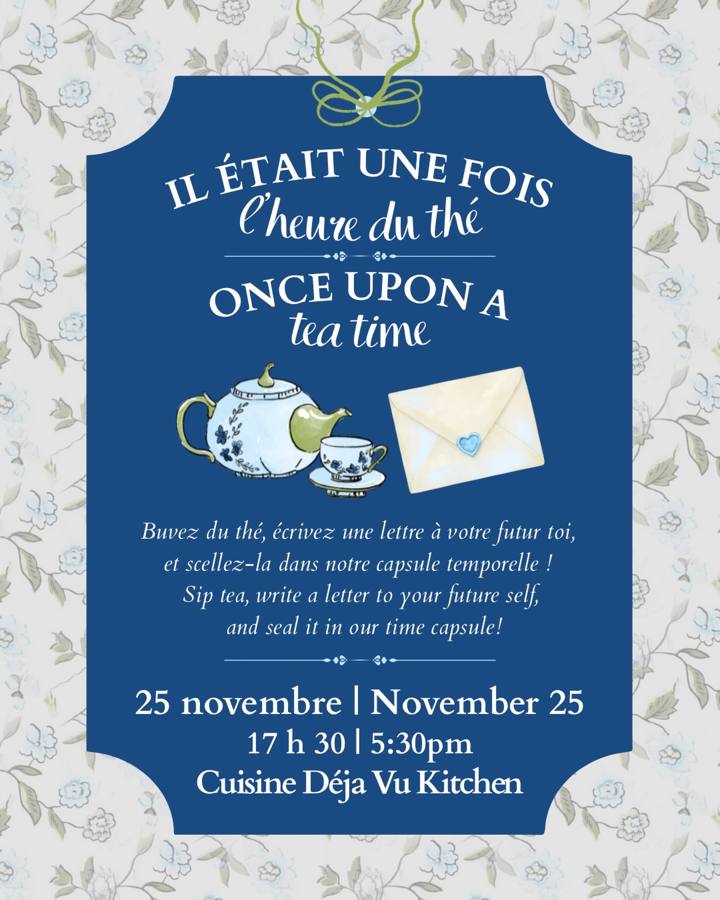 IL ÉTAIT UNE FOIS
l'heure du thé
ONCE UPON A
tea time
Buvez du thé, écrivez une lettre à votre futur toi,
et scellez-la dans notre capsule temporelle !
Sip tea, write a letter to your future self,
and seal it in our time capsule!
25 novembre | November 25
17 h 30 | 5:30pm
Cuisine Déja Vu Kitchen